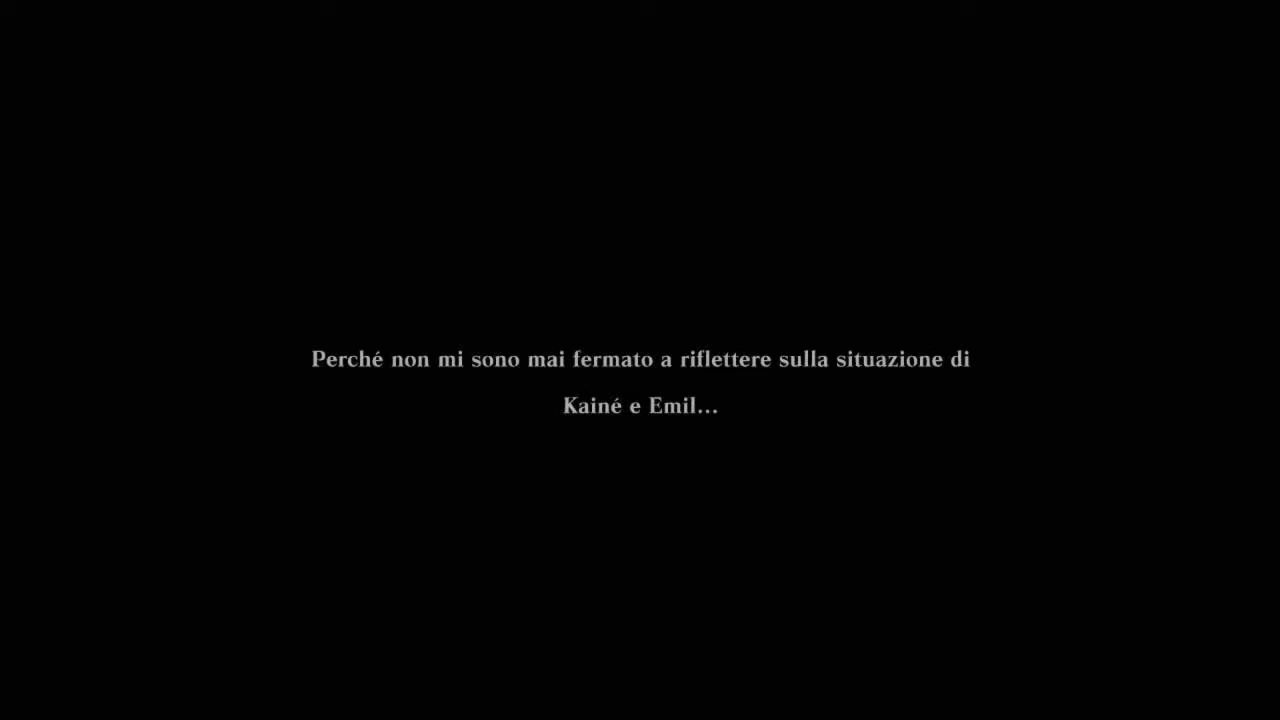 Perché non mi sono mai fermato a riflettere sulla situazione di
Kainé e Emil...